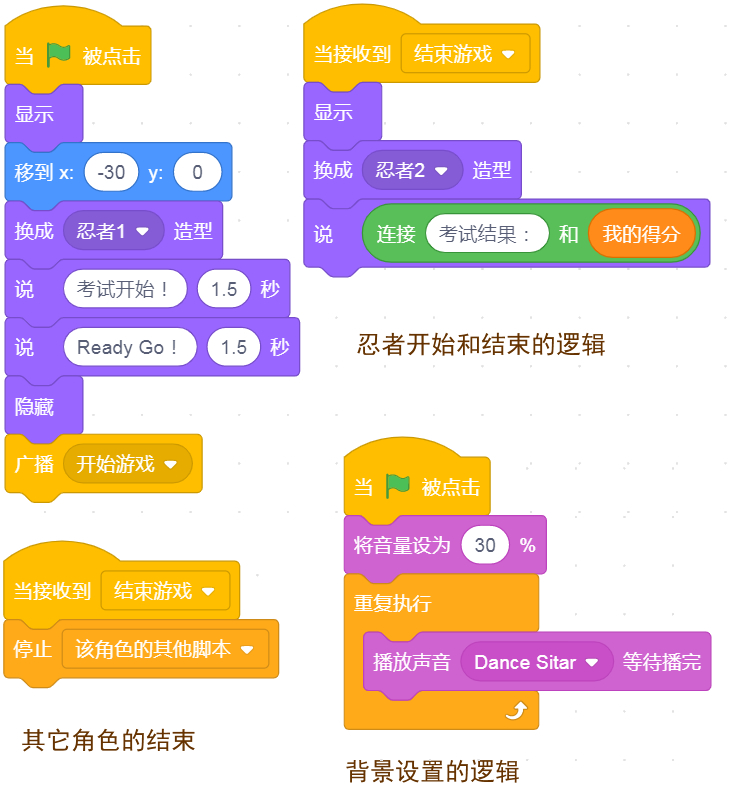 当 被点击
显示
移到 x: -30 y: 0
换成 忍者1 造型
说 考试开始！ 1.5 秒
说 Ready Go！ 1.5 秒
隐藏
广播 开始游戏
当接收到 结束游戏
显示
换成 忍者2 造型
说 连接 考试结果： 和 我的得分
忍者开始和结束的逻辑
当接收到 结束游戏
停止 该角色的其他脚本
其它角色的结束
当 被点击
将音量设为 30 %
重复执行
播放声音 Dance Sitar 等待播完
背景设置的逻辑